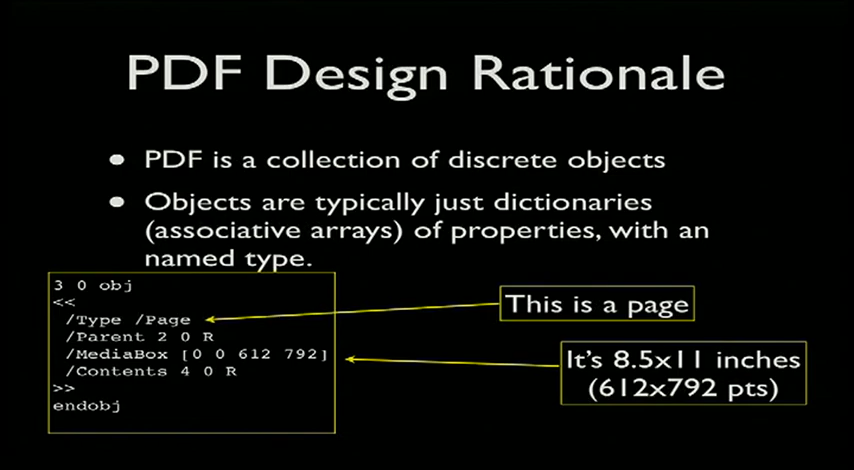 PDF Design Rationale
• PDF is a collection of discrete objects
• Objects are typically just dictionaries
(associative arrays) of properties, with an
named type.
3 0 obj
<<
/Type /Page
/Parent 2 0 R
/MediaBox [0 0 612 792]
/Contents 4 0 R
>>
endobj
This is a page
It's 8.5x11 inches
(612x792 pts)